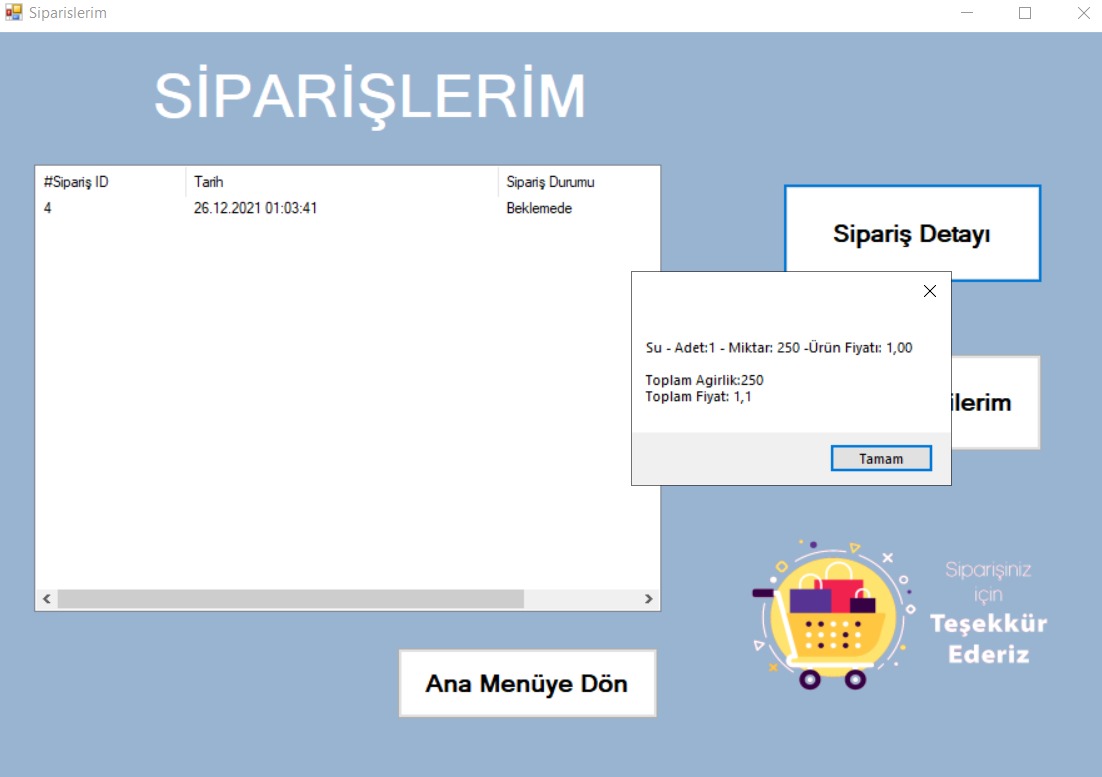 Siparislerim
SİPARİŞLERİM
#Sipariş ID Tarih Sipariş Durumu
4 26.12.2021 01:03:41 Beklemede
Sipariş Detayı
Su - Adet:1 - Miktar: 250 -Ürün Fiyatı: 1,00
Toplam Agirlik:250
Toplam Fiyat: 1,1
Tamam
Siparişiniz
için
Teşekkür
Ederiz
Ana Menüye Dön